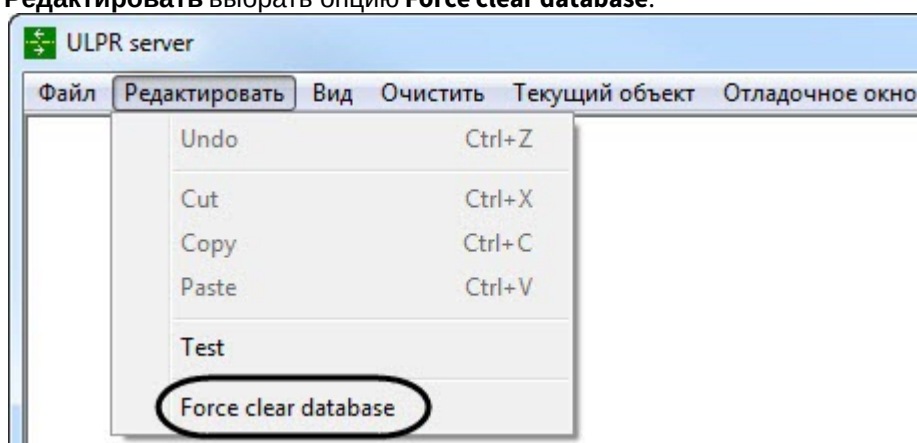 Редактировать выбрать опцию Force clear database.
ULPR server
Файл Редактировать Вид Очистить Текущий объект Отладочное окно
Undo Ctrl+Z
Cut Ctrl+X
Copy Ctrl+C
Paste Ctrl+V
Test
Force clear database